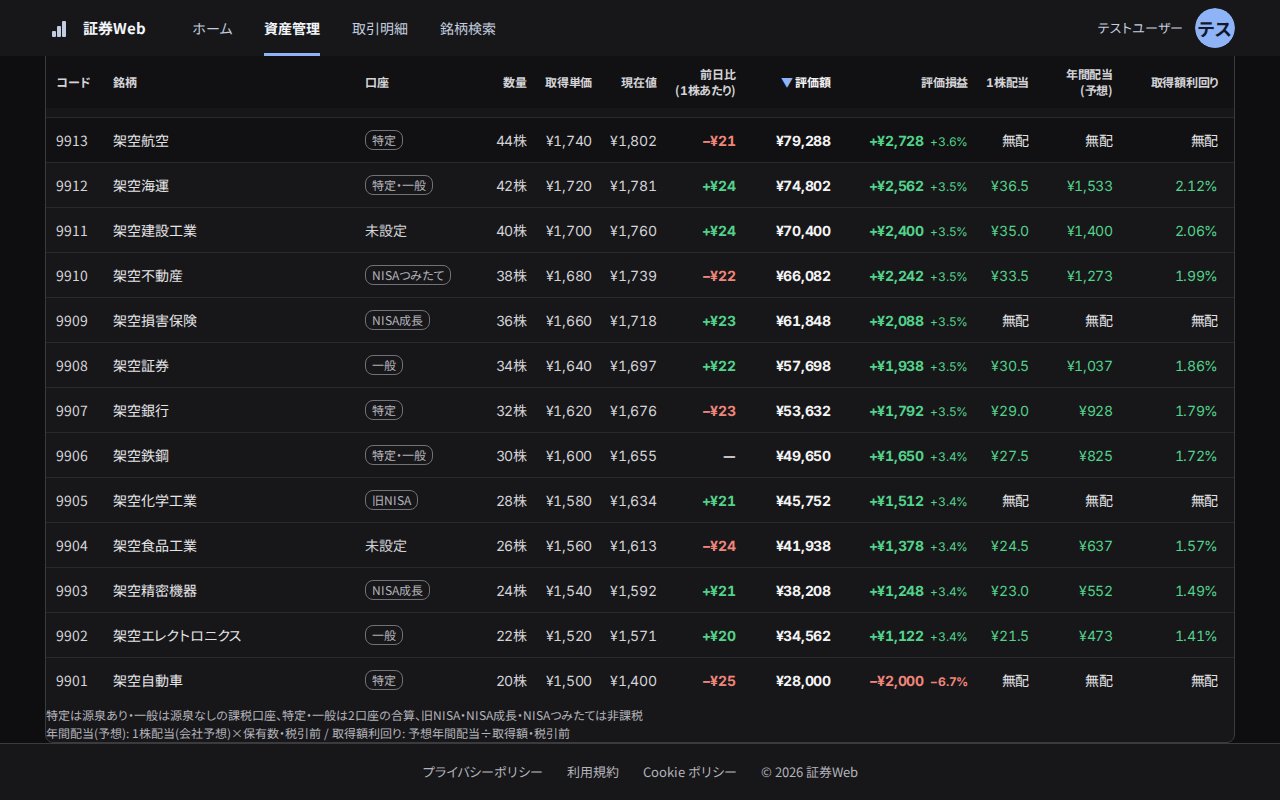 証券Web ホーム 資産管理 取引明細 銘柄検索 テストユーザー テス
コード 銘柄 口座 数量 取得単価 現在値 前日比 (1株あたり) ▼評価額 評価損益 1株配当 年間配当 (予想) 取得額利回り
9913 架空航空 特定 44株 ¥1,740 ¥1,802 −¥21 ¥79,288 +¥2,728 +3.6% 無配 無配 無配
9912 架空海運 特定・一般 42株 ¥1,720 ¥1,781 +¥24 ¥74,802 +¥2,562 +3.5% ¥36.5 ¥1,533 2.12%
9911 架空建設工業 未設定 40株 ¥1,700 ¥1,760 +¥24 ¥70,400 +¥2,400 +3.5% ¥35.0 ¥1,400 2.06%
9910 架空不動産 NISAつみたて 38株 ¥1,680 ¥1,739 −¥22 ¥66,082 +¥2,242 +3.5% ¥33.5 ¥1,273 1.99%
9909 架空損害保険 NISA成長 36株 ¥1,660 ¥1,718 +¥23 ¥61,848 +¥2,088 +3.5% 無配 無配 無配
9908 架空証券 一般 34株 ¥1,640 ¥1,697 +¥22 ¥57,698 +¥1,938 +3.5% ¥30.5 ¥1,037 1.86%
9907 架空銀行 特定 32株 ¥1,620 ¥1,676 −¥23 ¥53,632 +¥1,792 +3.5% ¥29.0 ¥928 1.79%
9906 架空鉄鋼 特定・一般 30株 ¥1,600 ¥1,655 — ¥49,650 +¥1,650 +3.4% ¥27.5 ¥825 1.72%
9905 架空化学工業 旧NISA 28株 ¥1,580 ¥1,634 +¥21 ¥45,752 +¥1,512 +3.4% 無配 無配 無配
9904 架空食品工業 未設定 26株 ¥1,560 ¥1,613 −¥24 ¥41,938 +¥1,378 +3.4% ¥24.5 ¥637 1.57%
9903 架空精密機器 NISA成長 24株 ¥1,540 ¥1,592 +¥21 ¥38,208 +¥1,248 +3.4% ¥23.0 ¥552 1.49%
9902 架空エレクトロニクス 一般 22株 ¥1,520 ¥1,571 +¥20 ¥34,562 +¥1,122 +3.4% ¥21.5 ¥473 1.41%
9901 架空自動車 特定 20株 ¥1,500 ¥1,400 −¥25 ¥28,000 −¥2,000 −6.7% 無配 無配 無配
特定は源泉あり・一般は源泉なしの課税口座、特定・一般は2口座の合算、旧NISA・NISA成長・NISAつみたては非課税
年間配当(予想): 1株配当(会社予想)×保有数・税引前 / 取得額利回り: 予想年間配当÷取得額・税引前
プライバシーポリシー 利用規約 Cookie ポリシー © 2026 証券Web